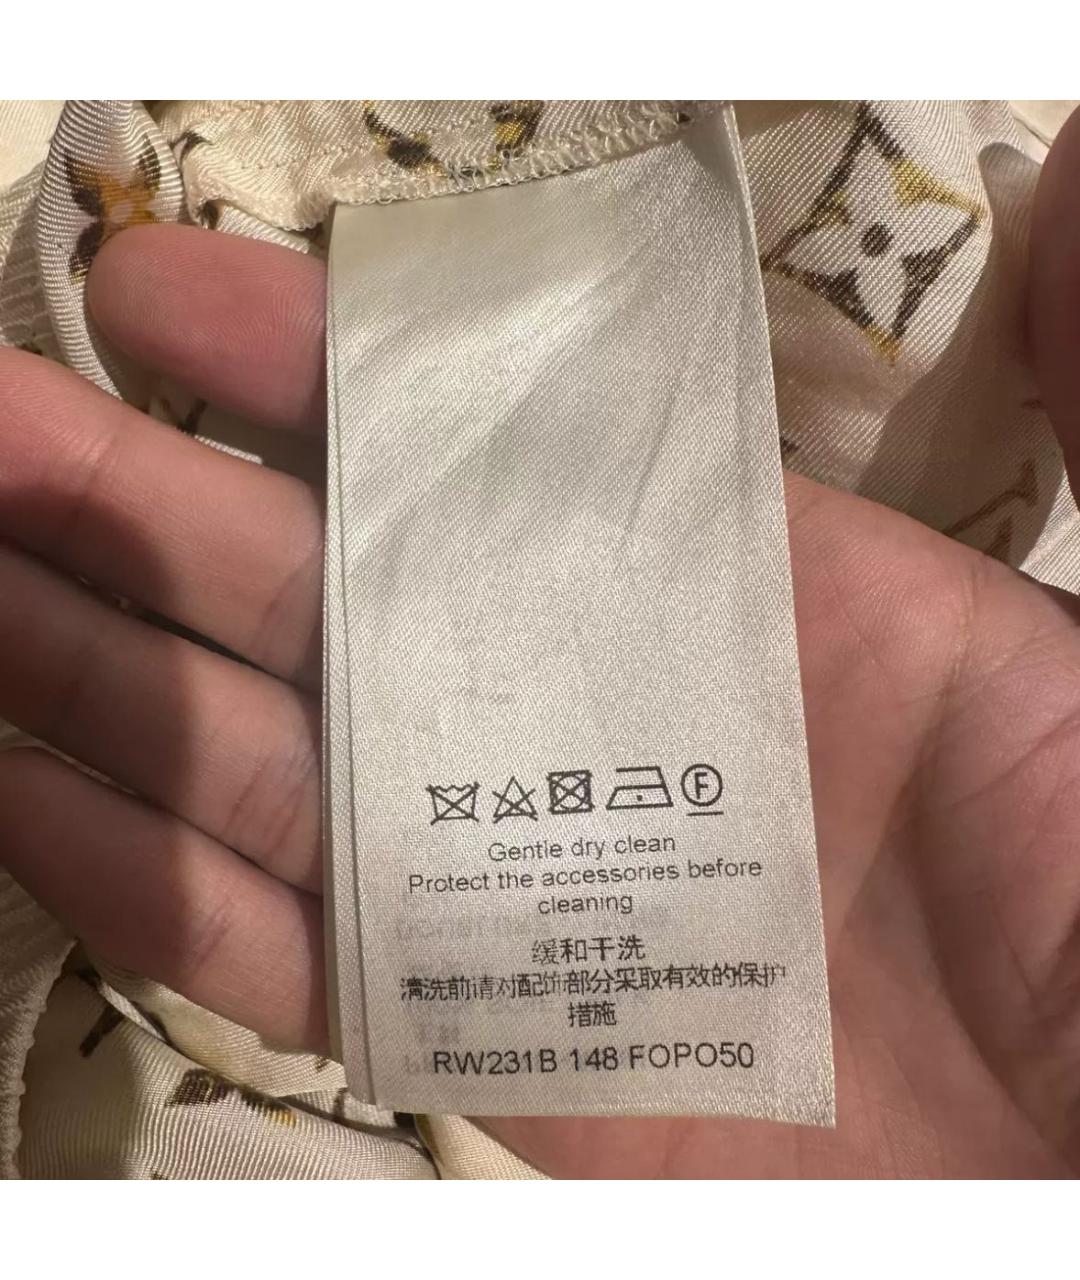 F
Gentle dry clean
Protect the accessories before
cleaning
缓和干洗
清洗前请对配饰部分采取有效的保护
措施
RW231B 148 FOPO50